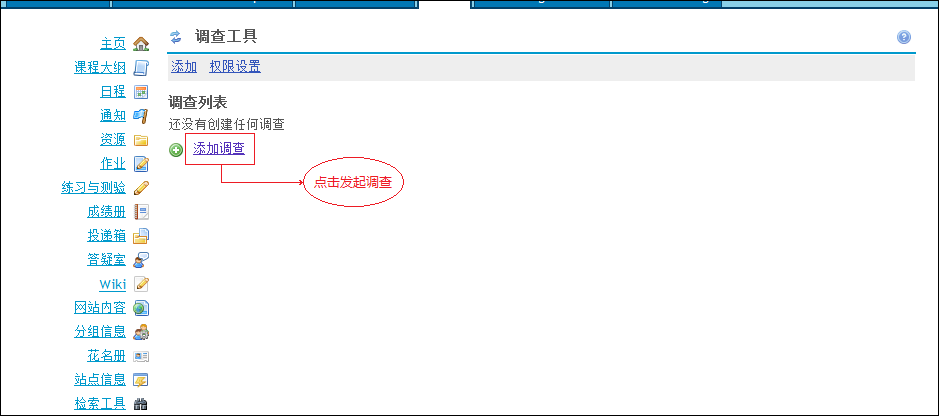 调查工具
添加 权限设置
调查列表
还没有创建任何调查
添加调查
点击发起调查
主页
课程大纲
日程
通知
资源
作业
练习与测验
成绩册
投递箱
答疑室
Wiki
网站内容
分组信息
花名册
站点信息
检索工具